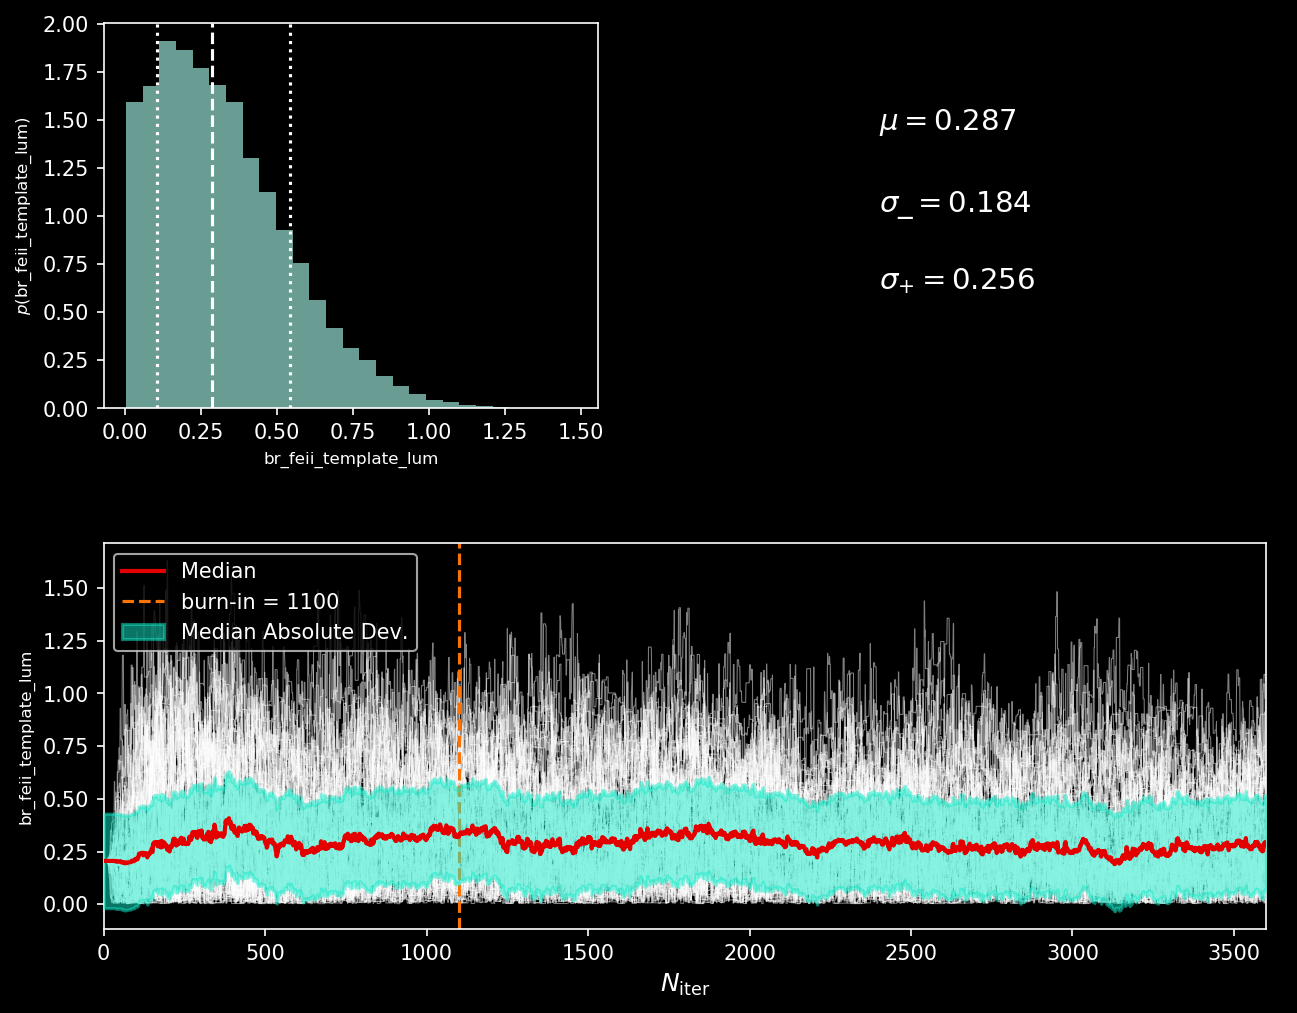 2.00
1.75
1.50
1.25
1.00
0.75
0.50
0.25
0.00
p(br_feii_template_lum)
0.00 0.25 0.50 0.75 1.00 1.25 1.50
br_feii_template_lum
μ = 0.287
σ₋ = 0.184
σ₊ = 0.256
Median
burn-in = 1100
Median Absolute Dev.
1.50
1.25
1.00
0.75
0.50
0.25
0.00
br_feii_template_lum
0 500 1000 1500 2000 2500 3000 3500
N_iter